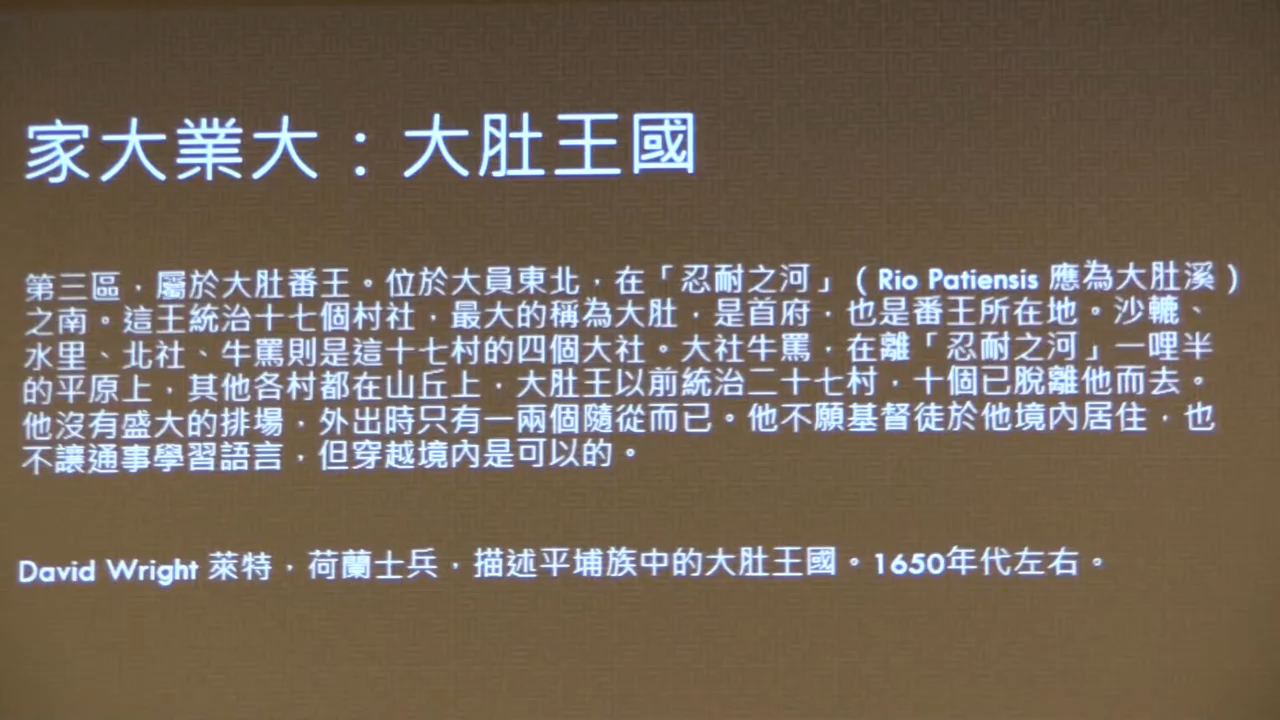 家大業大：大肚王國
第三區，屬於大肚番王。位於大員東北，在「忍耐之河」（Rio Patiensis 應為大肚溪）
之南。這王統治十七個村社，最大的稱為大肚，是首府，也是番王所在地。沙轆、
水里、北社、牛罵則是這十七村的四個大社。大社牛罵，在離「忍耐之河」一哩半
的平原上，其他各村都在山丘上，大肚王以前統治二十七村，十個已脫離他而去。
他沒有盛大的排場，外出時只有一兩個隨從而已。他不願基督徒於他境內居住，也
不讓通事學習語言，但穿越境內是可以的。
David Wright 萊特，荷蘭士兵，描述平埔族中的大肚王國。1650年代左右。